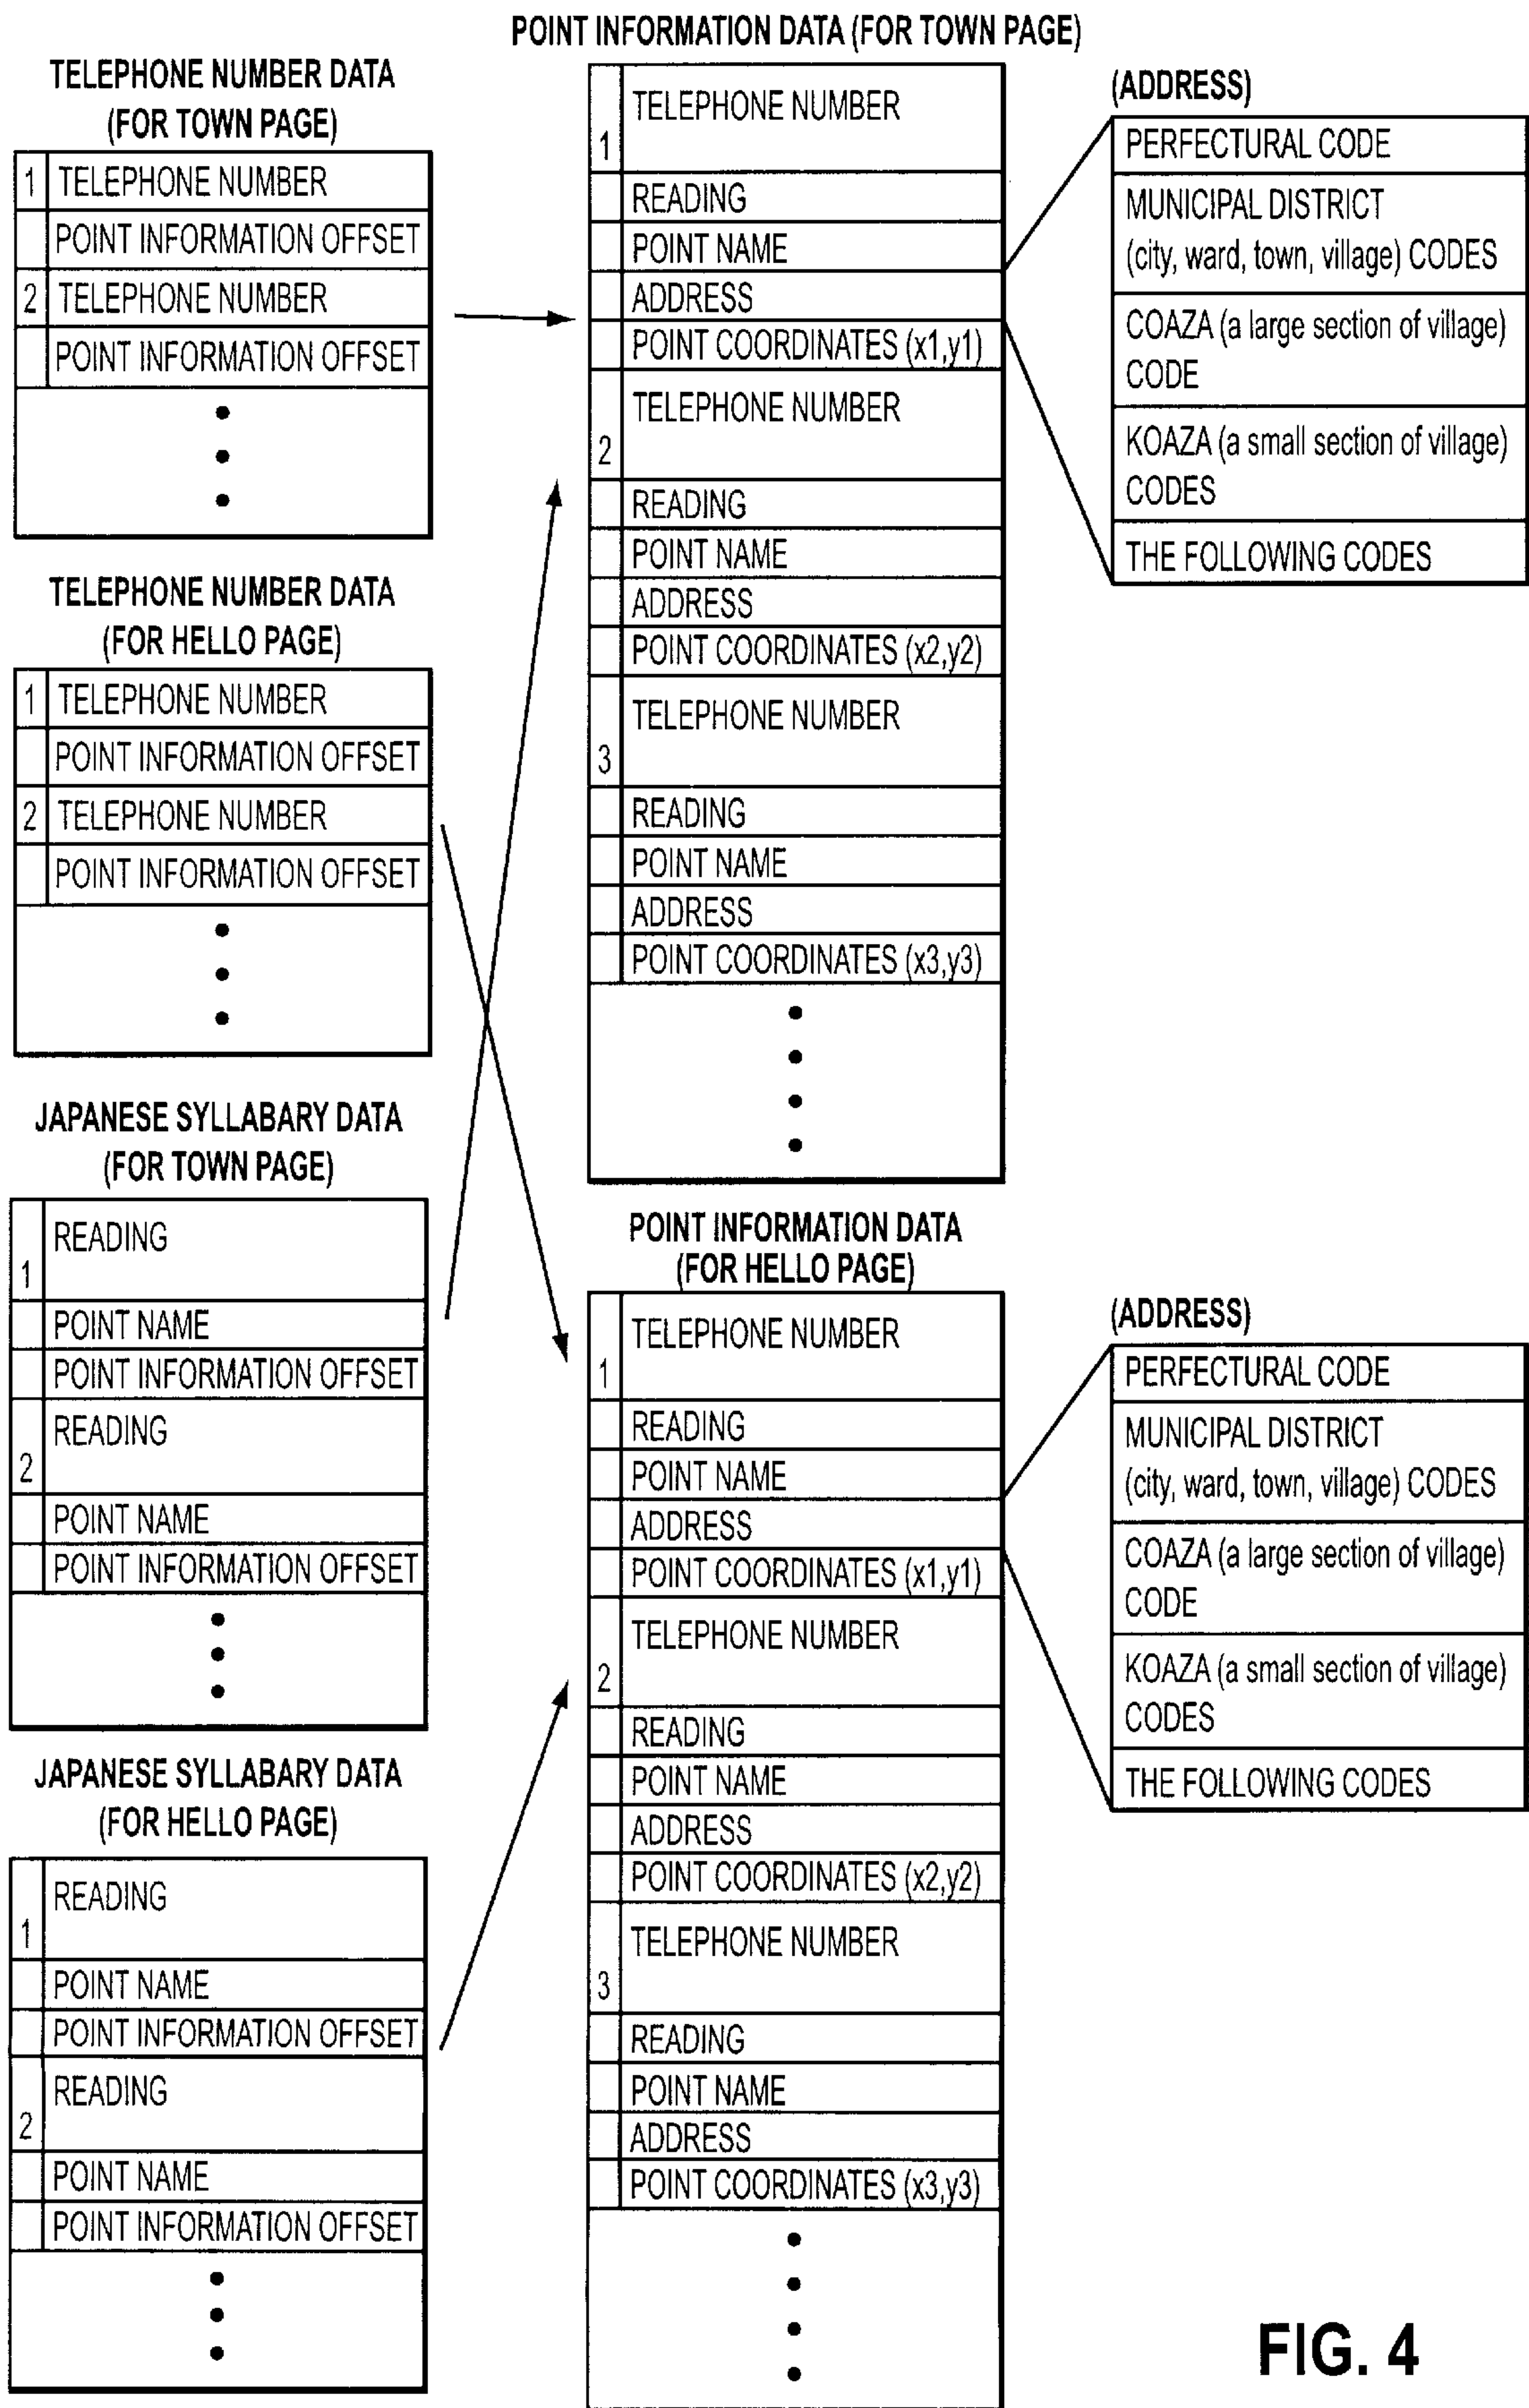 TELEPHONE NUMBER DATA
(FOR TOWN PAGE)
1 TELEPHONE NUMBER
POINT INFORMATION OFFSET
2 TELEPHONE NUMBER
POINT INFORMATION OFFSET
TELEPHONE NUMBER DATA
(FOR HELLO PAGE)
1 TELEPHONE NUMBER
POINT INFORMATION OFFSET
2 TELEPHONE NUMBER
POINT INFORMATION OFFSET
JAPANESE SYLLABARY DATA
(FOR TOWN PAGE)
1 READING
POINT NAME
POINT INFORMATION OFFSET
2 READING
POINT NAME
POINT INFORMATION OFFSET
JAPANESE SYLLABARY DATA
(FOR HELLO PAGE)
1 READING
POINT NAME
POINT INFORMATION OFFSET
2 READING
POINT NAME
POINT INFORMATION OFFSET
POINT INFORMATION DATA (FOR TOWN PAGE)
1 TELEPHONE NUMBER
READING
POINT NAME
ADDRESS
POINT COORDINATES (x1,y1)
2 TELEPHONE NUMBER
READING
POINT NAME
ADDRESS
POINT COORDINATES (x2,y2)
3 TELEPHONE NUMBER
READING
POINT NAME
ADDRESS
POINT COORDINATES (x3,y3)
(ADDRESS)
PERFECTURAL CODE
MUNICIPAL DISTRICT
(city, ward, town, village) CODES
COAZA (a large section of village)
CODE
KOAZA (a small section of village)
CODES
THE FOLLOWING CODES
POINT INFORMATION DATA
(FOR HELLO PAGE)
1 TELEPHONE NUMBER
READING
POINT NAME
ADDRESS
POINT COORDINATES (x1,y1)
2 TELEPHONE NUMBER
READING
POINT NAME
ADDRESS
POINT COORDINATES (x2,y2)
3 TELEPHONE NUMBER
READING
POINT NAME
ADDRESS
POINT COORDINATES (x3,y3)
(ADDRESS)
PERFECTURAL CODE
MUNICIPAL DISTRICT
(city, ward, town, village) CODES
COAZA (a large section of village)
CODE
KOAZA (a small section of village)
CODES
THE FOLLOWING CODES
FIG. 4